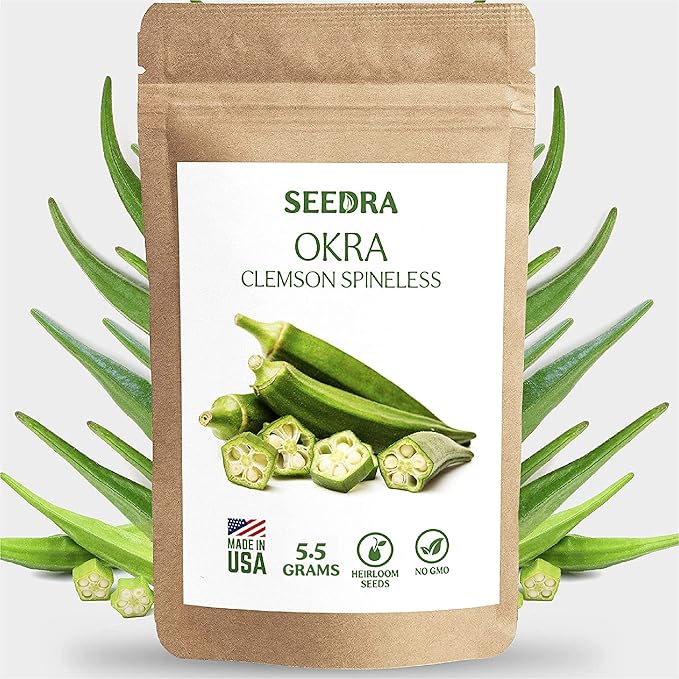 SEEDRA
OKRA
CLEMSON SPINELESS
MADE IN
USA
5.5
GRAMS
HEIRLOOM
SEEDS
NO GMO